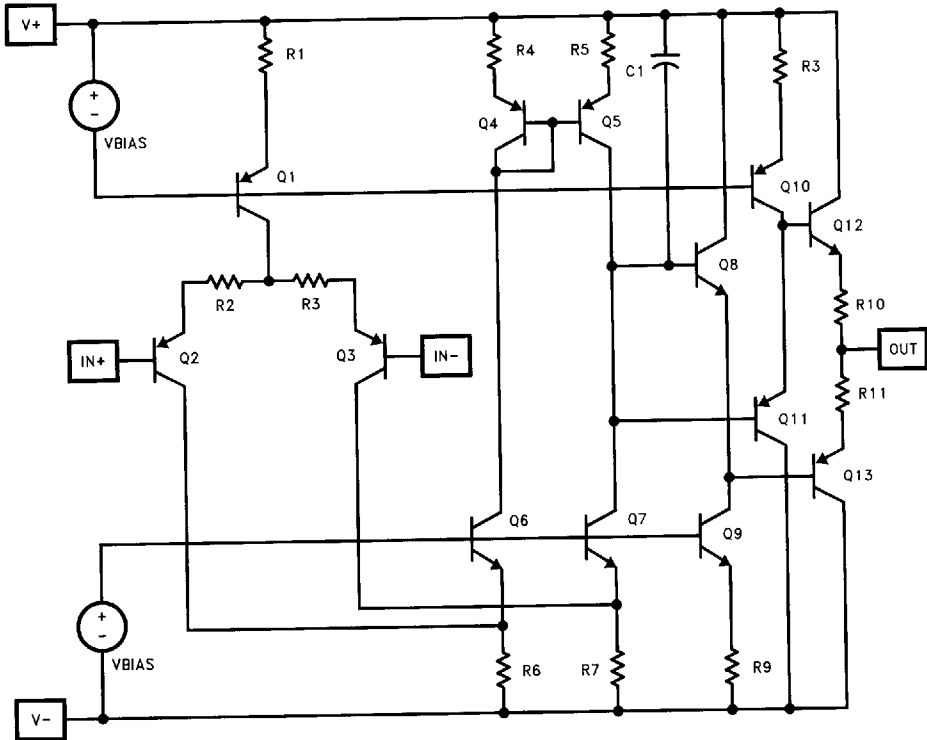 V+
R1
R4
R5
C1
R3
+
-
VBIAS
Q4
Q5
Q1
Q10
Q12
Q8
R2
R3
R10
IN+
Q2
Q3
IN-
OUT
R11
Q11
Q13
Q6
Q7
Q9
+
-
VBIAS
R6
R7
R9
V-